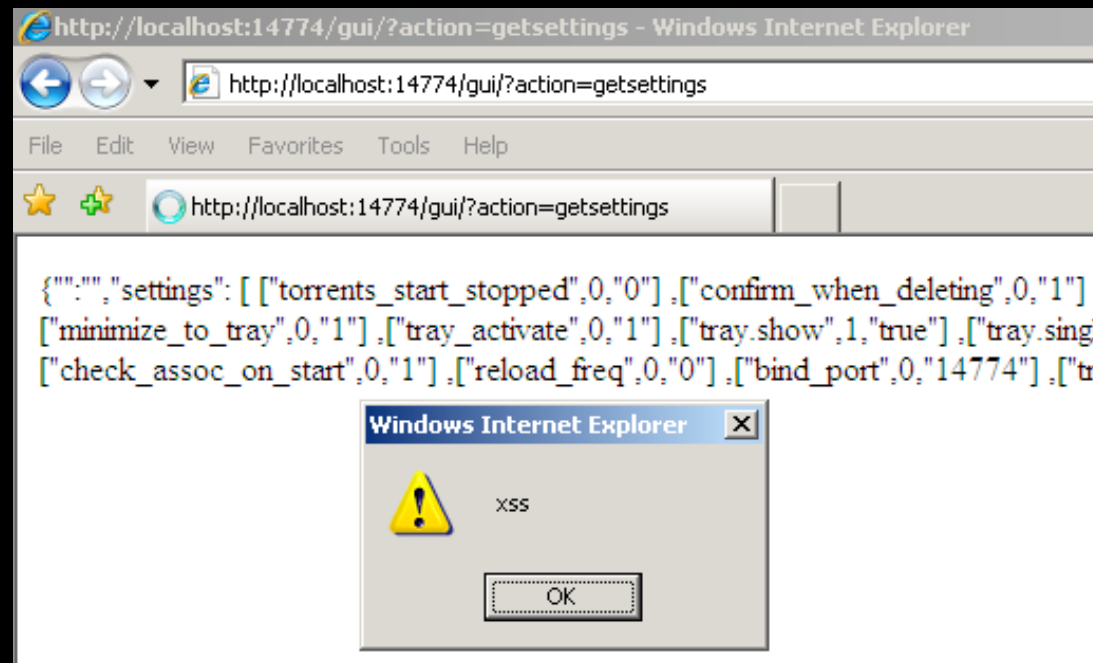 http://localhost:14774/gui/?action=getsettings - Windows Internet Explorer
http://localhost:14774/gui/?action=getsettings
File Edit View Favorites Tools Help
http://localhost:14774/gui/?action=getsettings
{"":"","settings": [ ["torrents_start_stopped",0,"0"] ,["confirm_when_deleting",0,"1"]
["minimize_to_tray",0,"1"] ,["tray_activate",0,"1"] ,["tray.show",1,"true"] ,["tray.sing
["check_assoc_on_start",0,"1"] ,["reload_freq",0,"0"] ,["bind_port",0,"14774"] ,["tr
Windows Internet Explorer
xss
OK